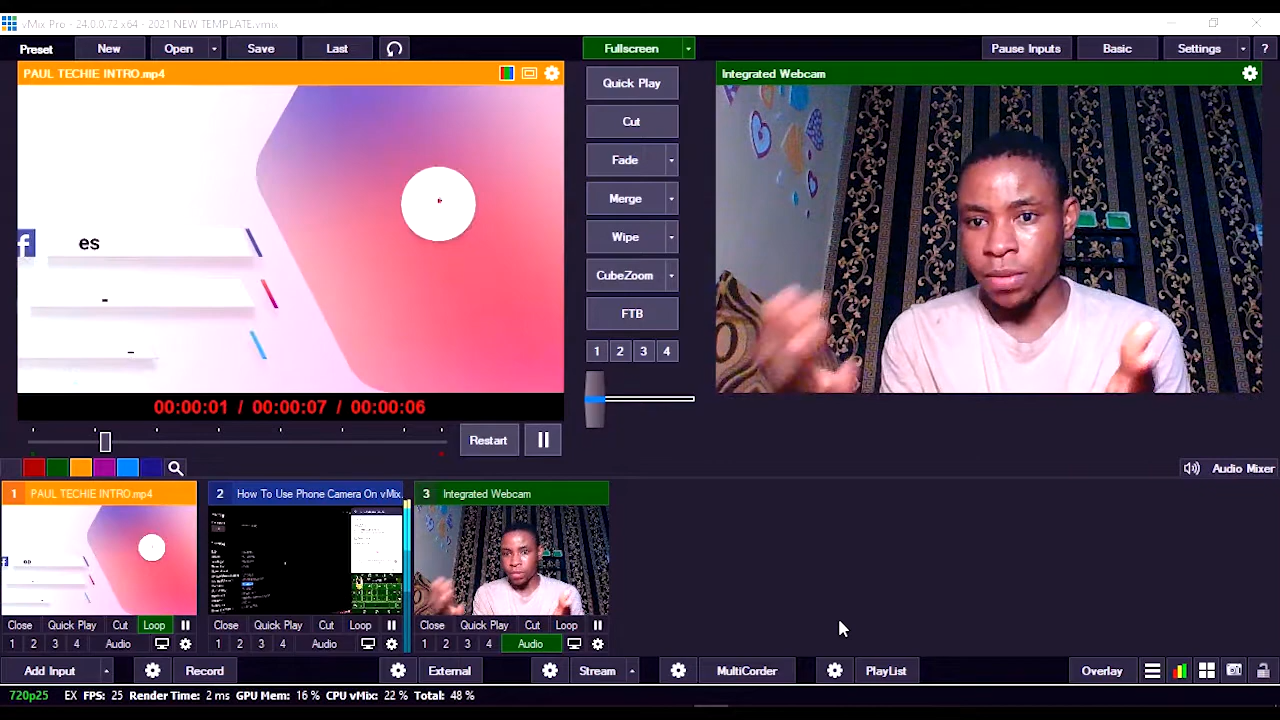 vMix Pro - 24.0.0.72 x64 - 2021 NEW TEMPLATE.vmix
Preset New Open Save Last Fullscreen Pause Inputs Basic Settings ?
PAUL TECHIE INTRO.mp4
Integrated Webcam
Quick Play
Cut
Fade
Merge
Wipe
CubeZoom
FTB
1 2 3 4
f es
00:00:01 / 00:00:07 / 00:00:06
Restart
Audio Mixer
1 PAUL TECHIE INTRO.mp4 2 How To Use Phone Camera On vMix. 3 Integrated Webcam
Close Quick Play Cut Loop Close Quick Play Cut Loop Close Quick Play Cut Loop
1 2 3 4 Audio 1 2 3 4 Audio 1 2 3 4 Audio
Add Input Record External Stream MultiCorder PlayList Overlay
720p25 EX FPS: 25 Render Time: 2 ms GPU Mem: 16 % CPU vMix: 22 % Total: 48 %